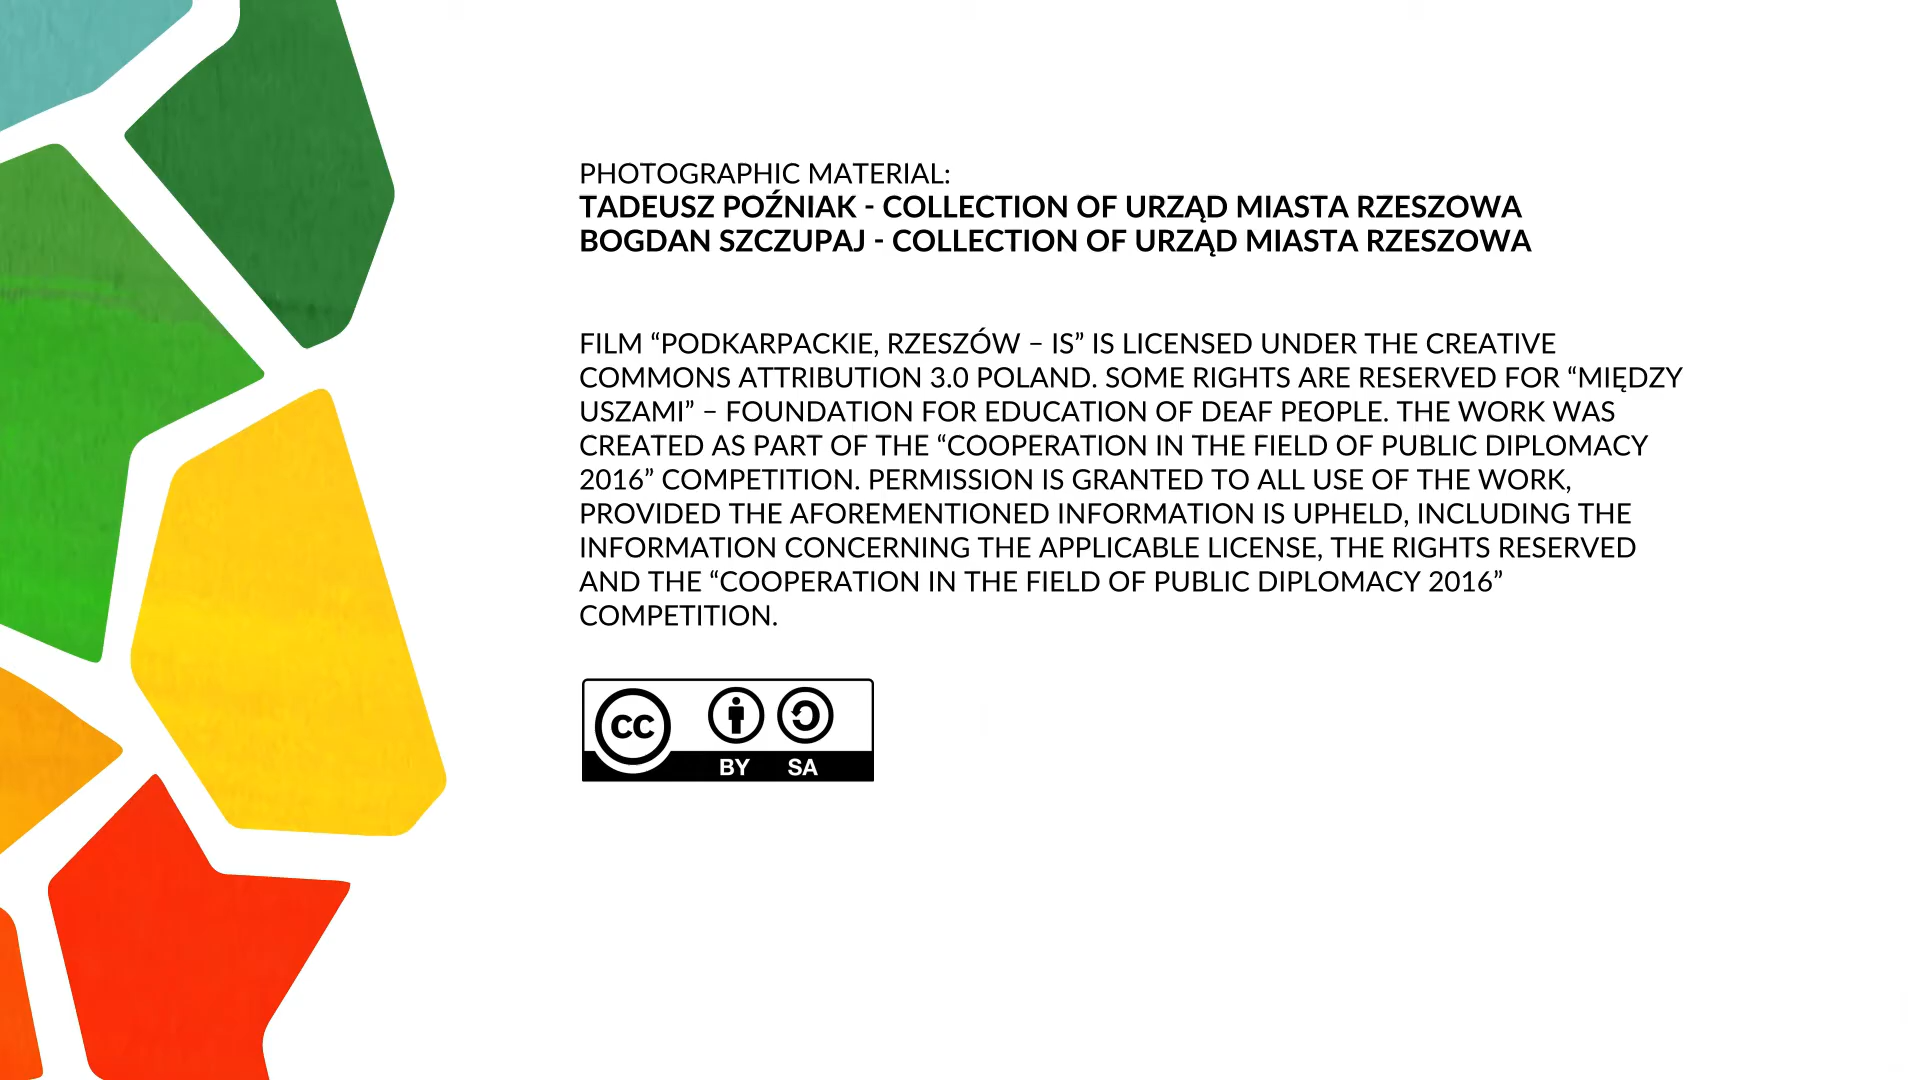 PHOTOGRAPHIC MATERIAL:
TADEUSZ POŹNIAK - COLLECTION OF URZĄD MIASTA RZESZOWA
BOGDAN SZCZUPAJ - COLLECTION OF URZĄD MIASTA RZESZOWA
FILM “PODKARPACKIE, RZESZÓW – IS” IS LICENSED UNDER THE CREATIVE
COMMONS ATTRIBUTION 3.0 POLAND. SOME RIGHTS ARE RESERVED FOR “MIĘDZY
USZAMI” – FOUNDATION FOR EDUCATION OF DEAF PEOPLE. THE WORK WAS
CREATED AS PART OF THE “COOPERATION IN THE FIELD OF PUBLIC DIPLOMACY
2016” COMPETITION. PERMISSION IS GRANTED TO ALL USE OF THE WORK,
PROVIDED THE AFOREMENTIONED INFORMATION IS UPHELD, INCLUDING THE
INFORMATION CONCERNING THE APPLICABLE LICENSE, THE RIGHTS RESERVED
AND THE “COOPERATION IN THE FIELD OF PUBLIC DIPLOMACY 2016”
COMPETITION.
cc
BY SA